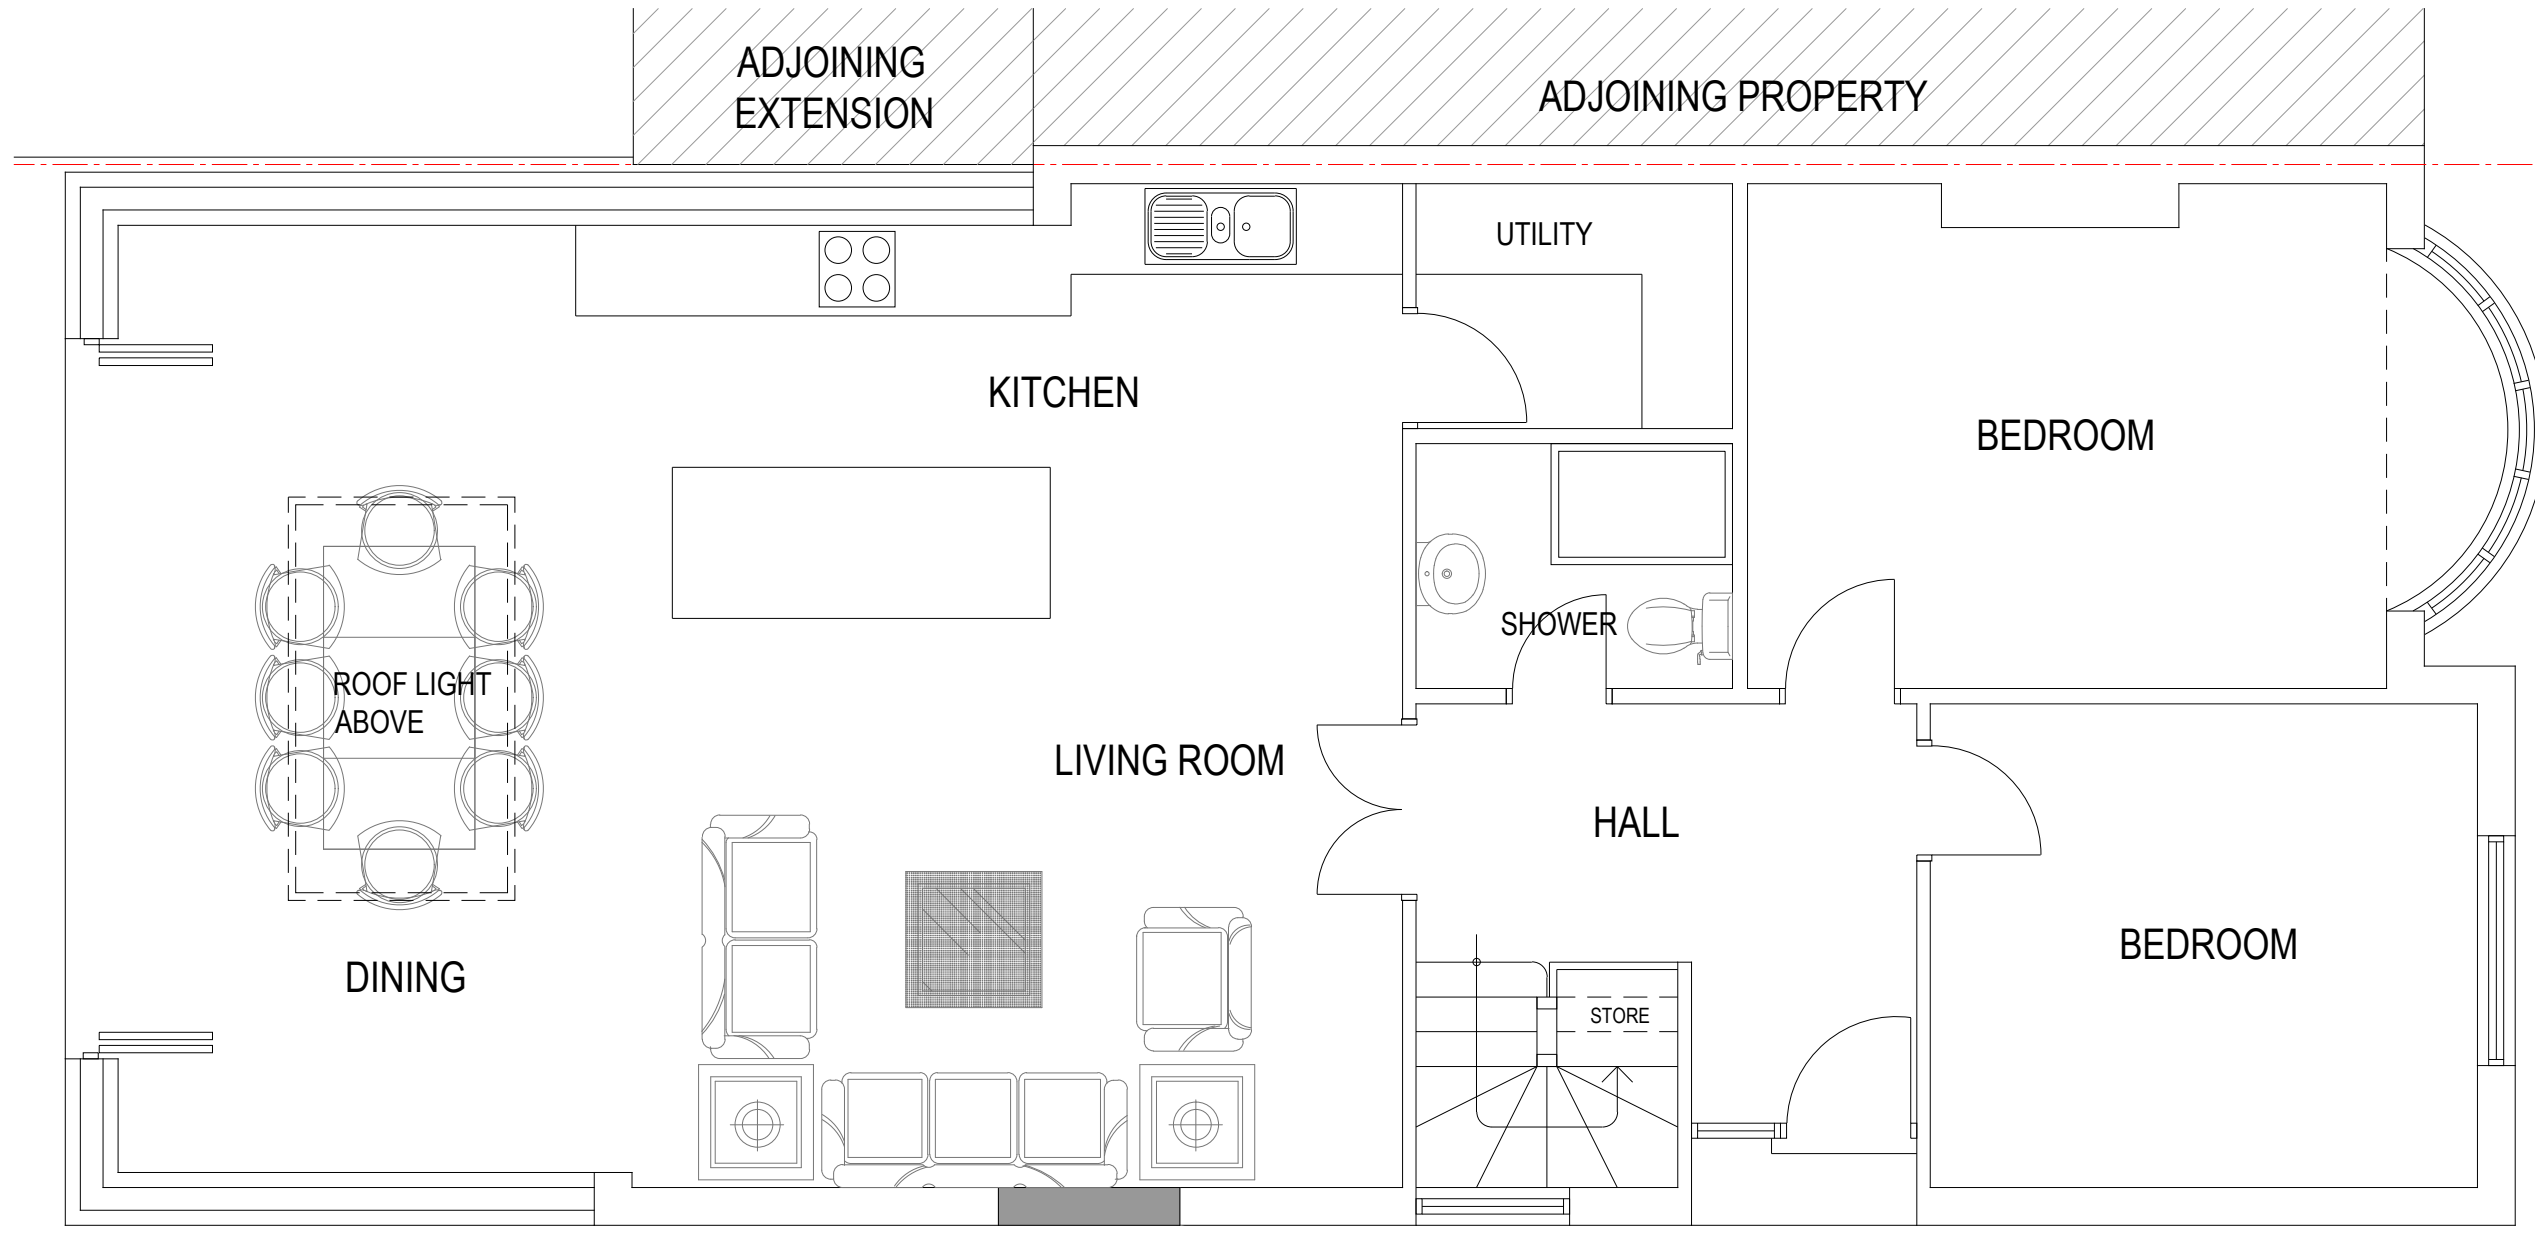 ADJOINING
EXTENSION
ADJOINING PROPERTY
UTILITY
KITCHEN
BEDROOM
SHOWER
ROOF LIGHT
ABOVE
LIVING ROOM
HALL
BEDROOM
DINING
STORE